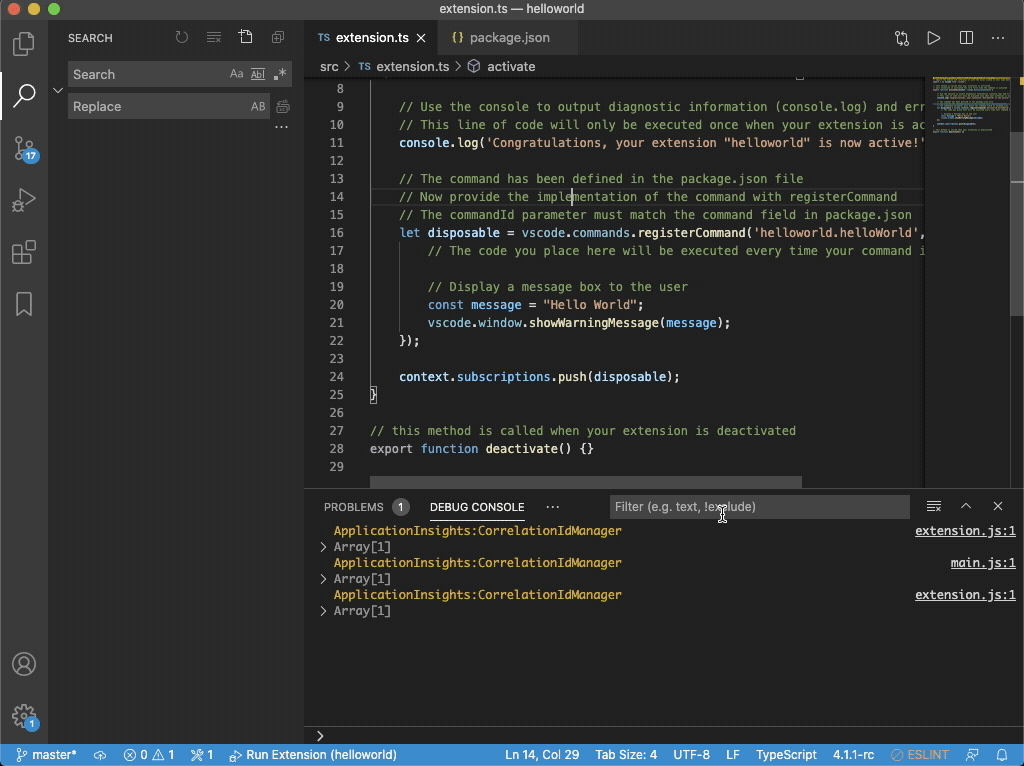 extension.ts — helloworld
SEARCH
Search
Aa Abl .*
Replace
AB
17
1
TS extension.ts
{} package.json
src > TS extension.ts > activate
8
9 // Use the console to output diagnostic information (console.log) and err
10 // This line of code will only be executed once when your extension is ac
11 console.log('Congratulations, your extension "helloworld" is now active!'
12
13 // The command has been defined in the package.json file
14 // Now provide the implementation of the command with registerCommand
15 // The commandId parameter must match the command field in package.json
16 let disposable = vscode.commands.registerCommand('helloworld.helloWorld',
17 // The code you place here will be executed every time your command i
18
19 // Display a message box to the user
20 const message = "Hello World";
21 vscode.window.showWarningMessage(message);
22 });
23
24 context.subscriptions.push(disposable);
25 }
26
27 // this method is called when your extension is deactivated
28 export function deactivate() {}
29
PROBLEMS 1 DEBUG CONSOLE ··· Filter (e.g. text, !exclude)
ApplicationInsights:CorrelationIdManager extension.js:1
> Array[1]
ApplicationInsights:CorrelationIdManager main.js:1
> Array[1]
ApplicationInsights:CorrelationIdManager extension.js:1
> Array[1]
>
master* 0 1 1 Run Extension (helloworld) Ln 14, Col 29 Tab Size: 4 UTF-8 LF TypeScript 4.1.1-rc ESLINT